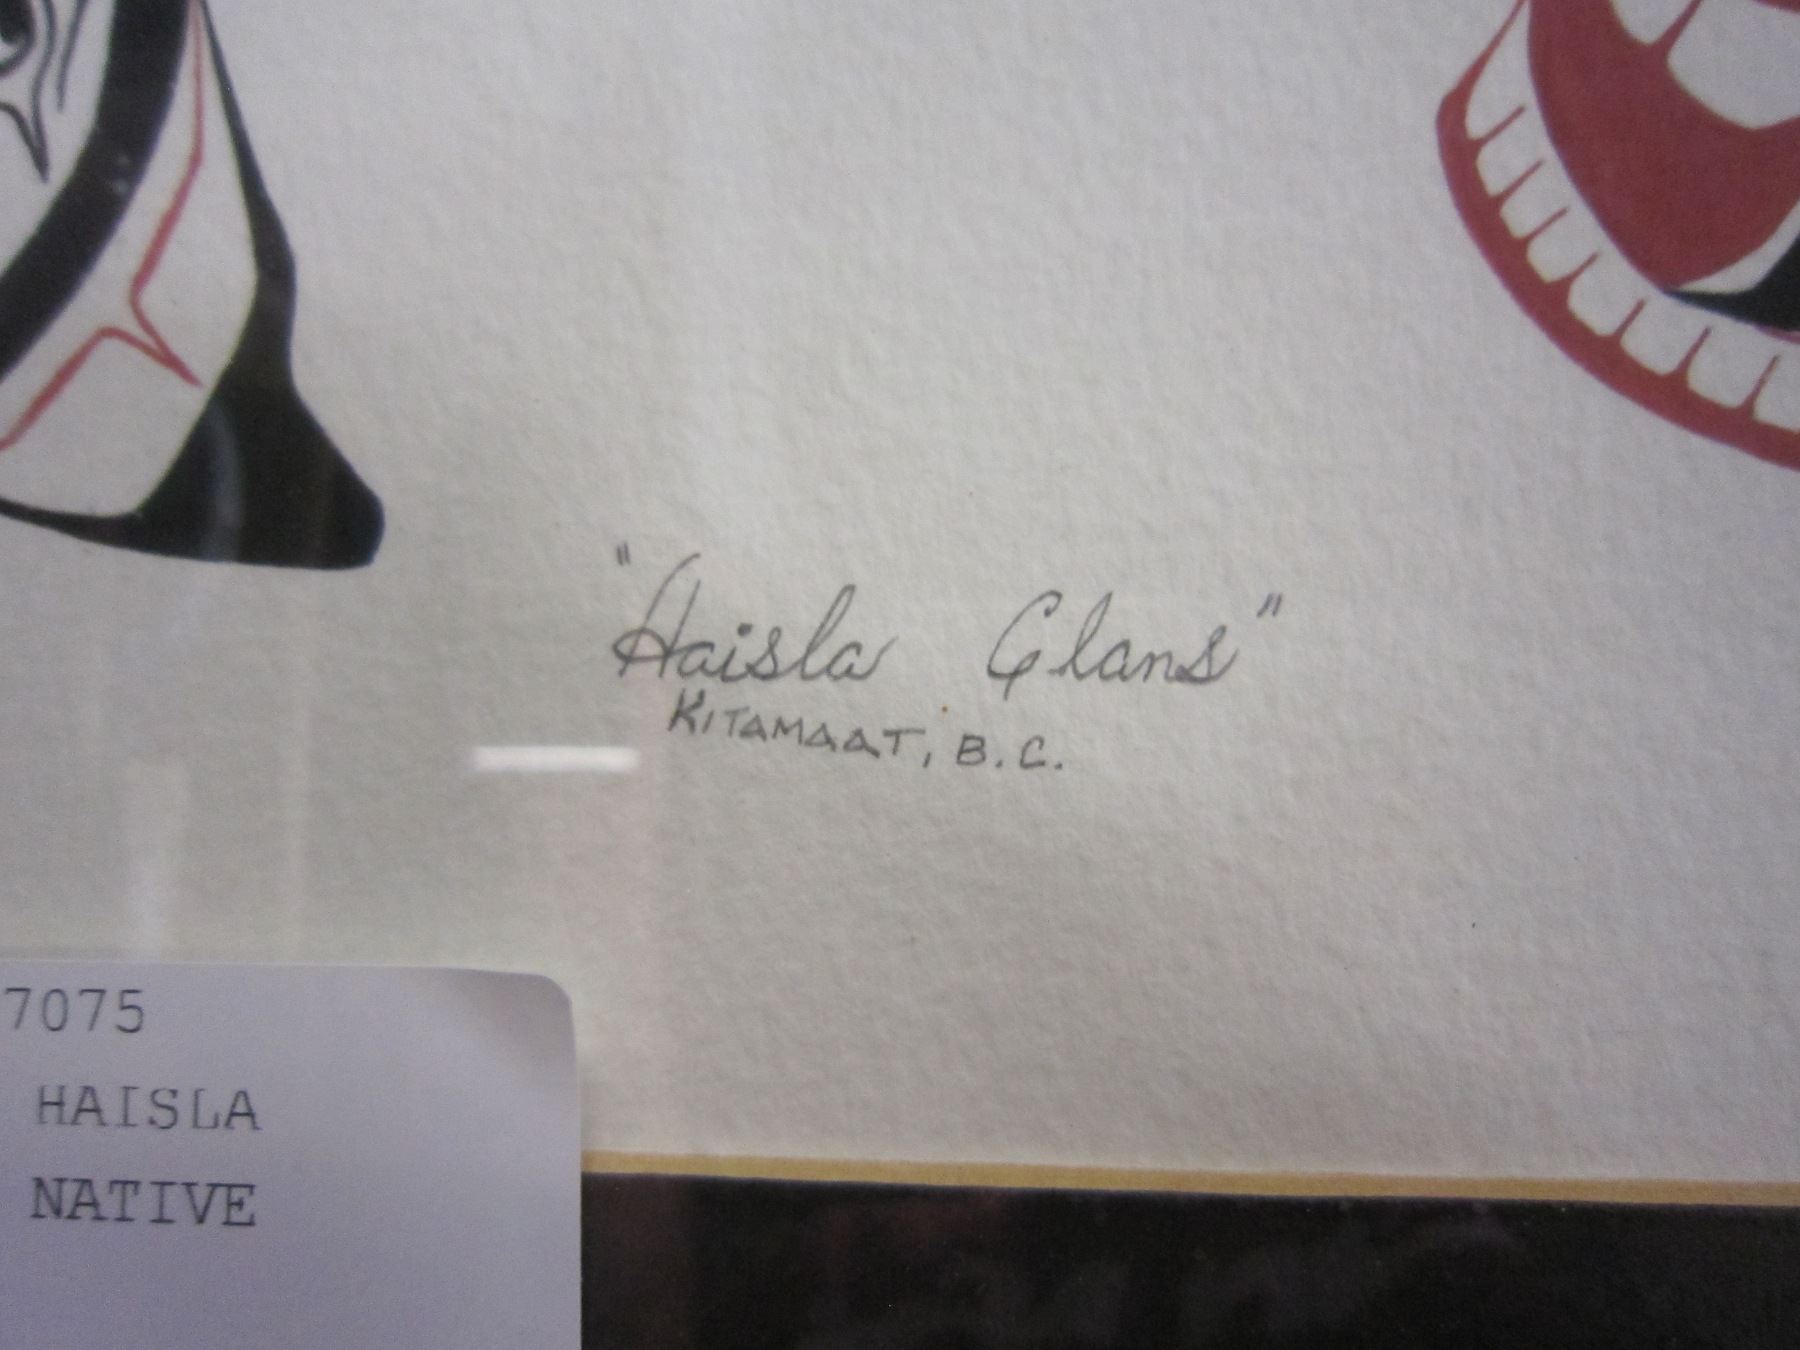 "Haisla Clans"
KITAMAAT, B.C.
7075
HAISLA
NATIVE